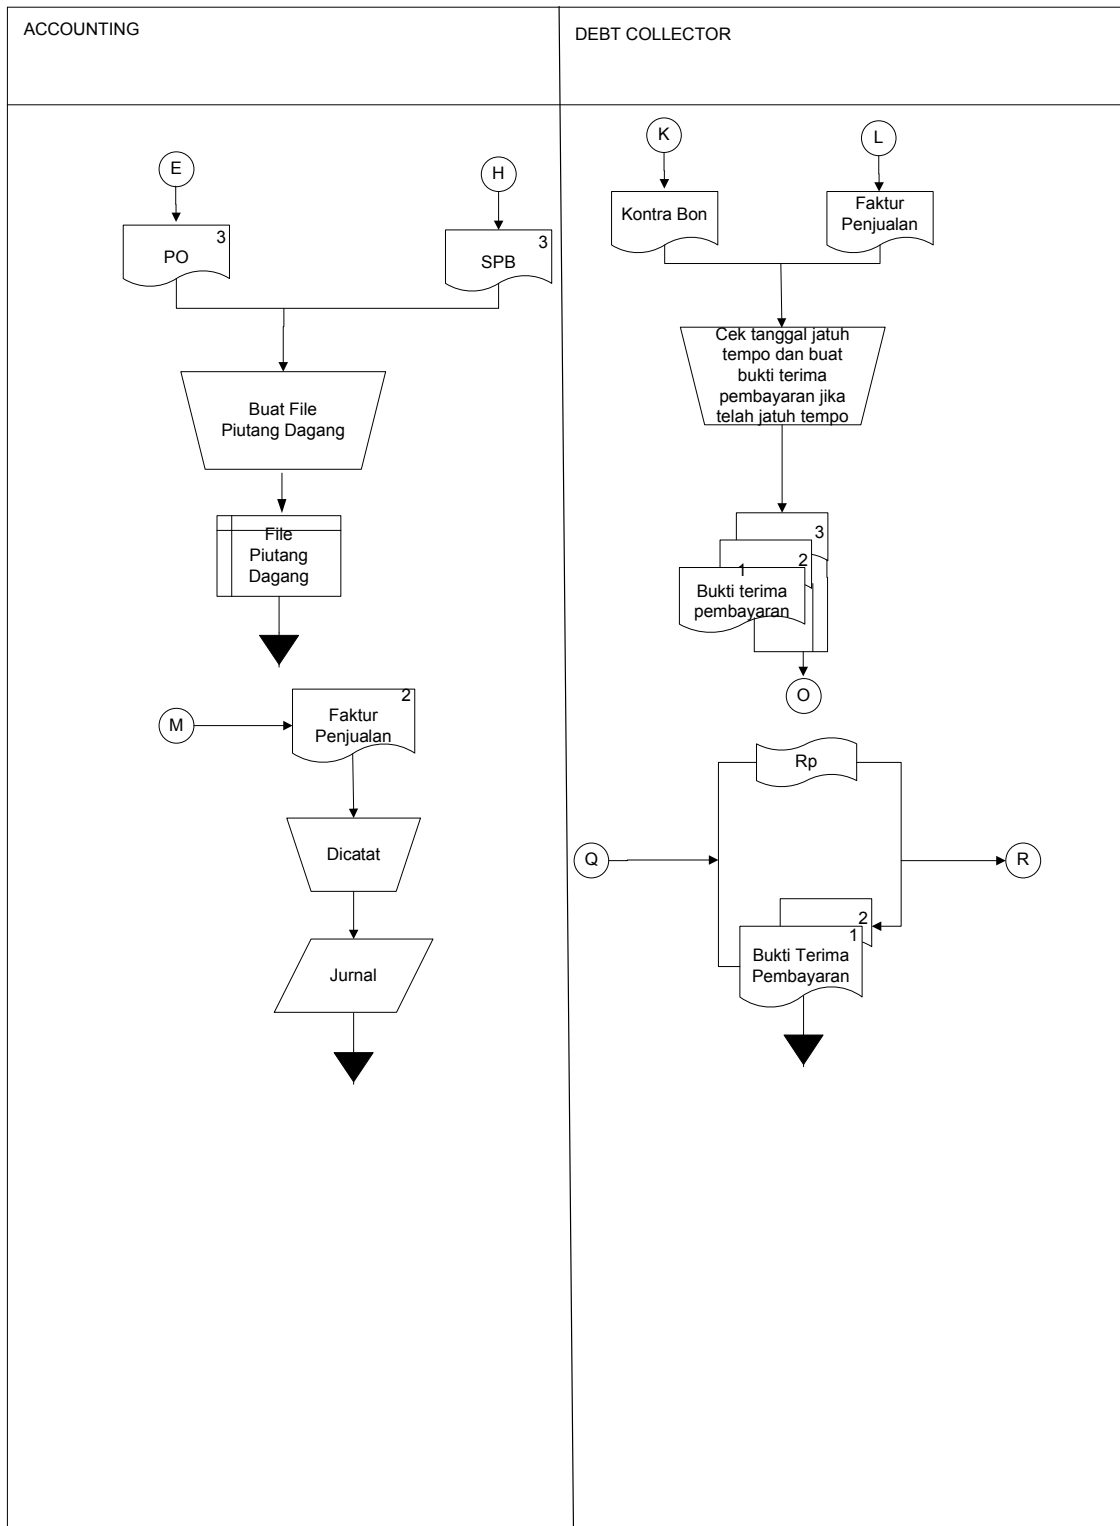 ACCOUNTING
E
H
3
PO
3
SPB
Buat File
Piutang Dagang
File
Piutang
Dagang
M
2
Faktur
Penjualan
Dicatat
Jurnal
DEBT COLLECTOR
K
L
Kontra Bon
Faktur
Penjualan
Cek tanggal jatuh
tempo dan buat
bukti terima
pembayaran jika
telah jatuh tempo
3
2
1
Bukti terima
pembayaran
O
Rp
Q
R
2
1
Bukti Terima
Pembayaran